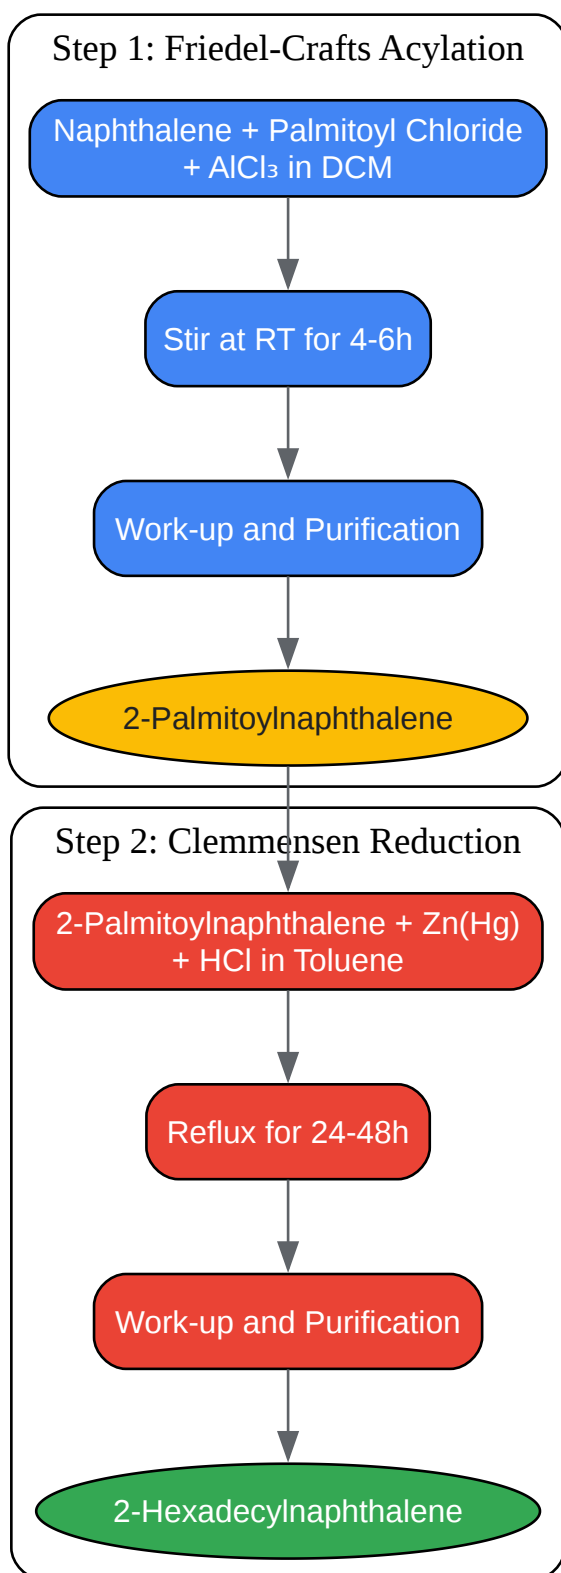 Step 1: Friedel-Crafts Acylation
Naphthalene + Palmitoyl Chloride
+ AlCl₃ in DCM
Stir at RT for 4-6h
Work-up and Purification
2-Palmitoylnaphthalene
Step 2: Clemmensen Reduction
2-Palmitoylnaphthalene + Zn(Hg)
+ HCl in Toluene
Reflux for 24-48h
Work-up and Purification
2-Hexadecylnaphthalene